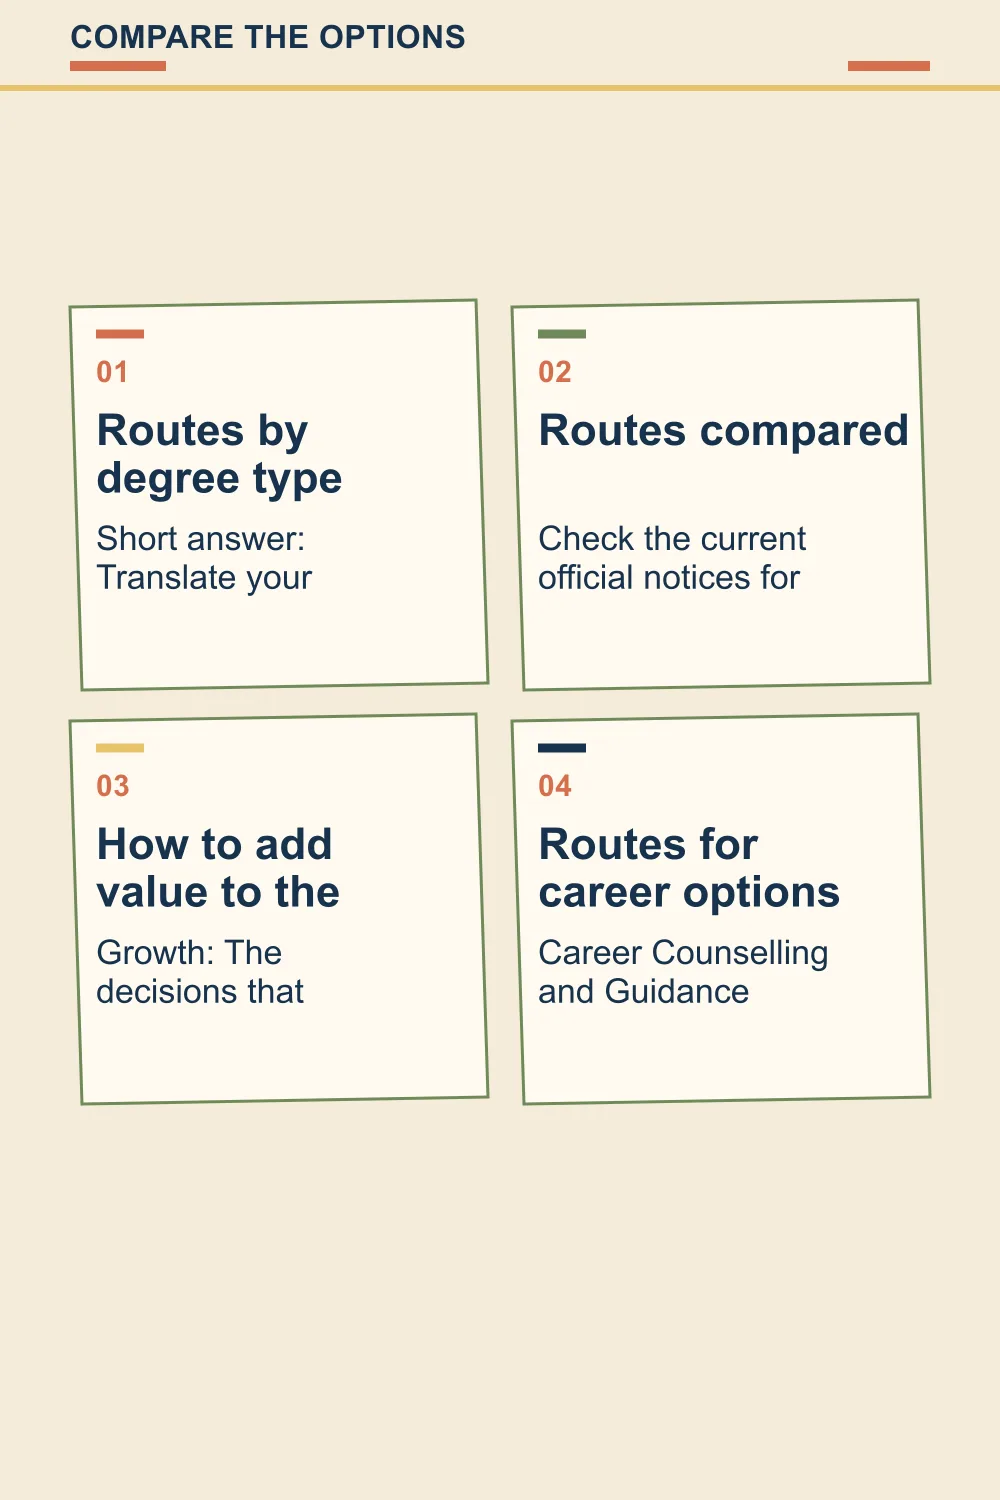 COMPARE THE OPTIONS
01
Routes by
degree type
Short answer:
Translate your
02
Routes compared
Check the current
official notices for
03
How to add
value to the
Growth: The
decisions that
04
Routes for
career options
Career Counselling
and Guidance